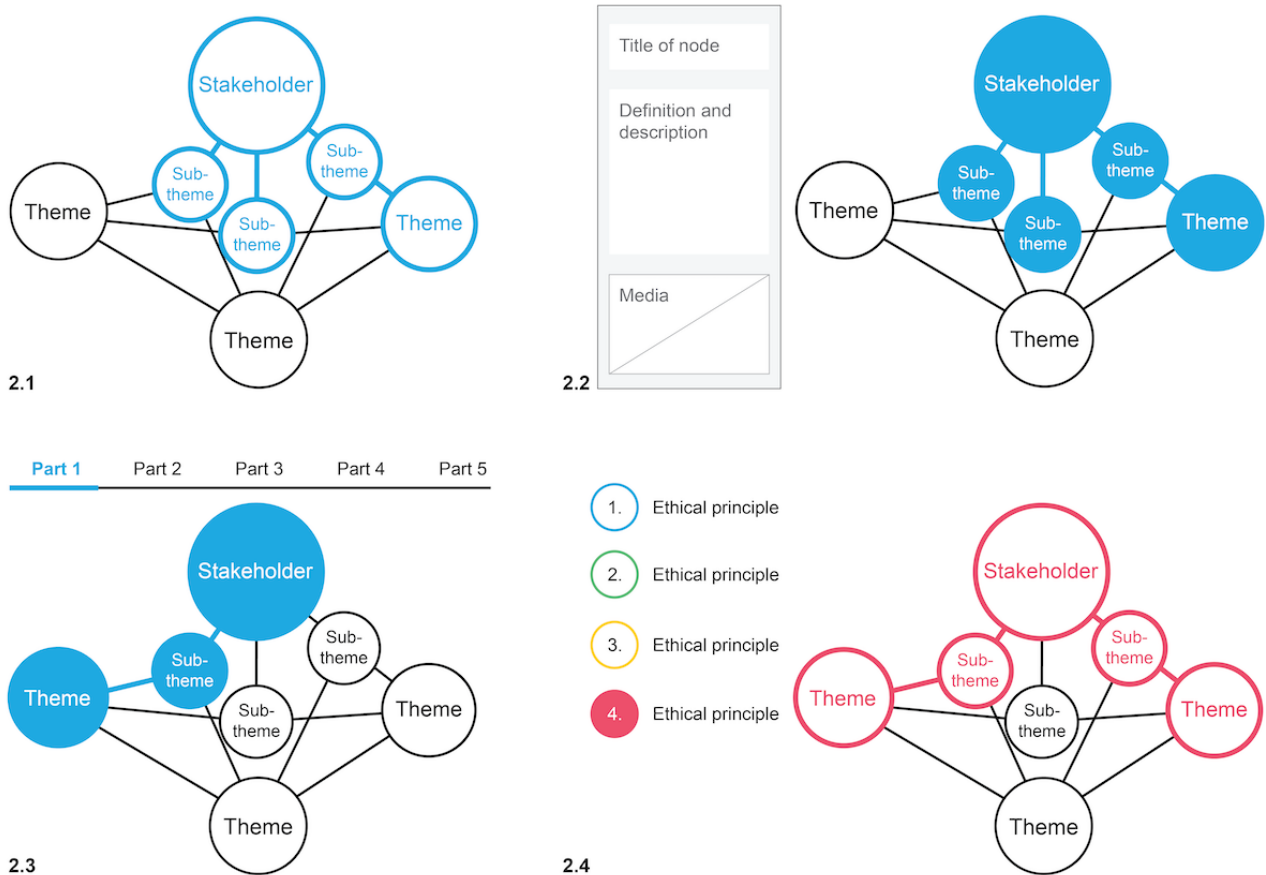 Stakeholder
Sub-
theme
Sub-
theme
Sub-
theme
Theme
Theme
Theme
2.1
Title of node
Definition and
description
Media
Stakeholder
Sub-
theme
Sub-
theme
Sub-
theme
Theme
Theme
Theme
2.2
Part 1 Part 2 Part 3 Part 4 Part 5
Stakeholder
Sub-
theme
Sub-
theme
Sub-
theme
Theme
Theme
Theme
2.3
1. Ethical principle
2. Ethical principle
3. Ethical principle
4. Ethical principle
Stakeholder
Sub-
theme
Sub-
theme
Sub-
theme
Theme
Theme
Theme
2.4